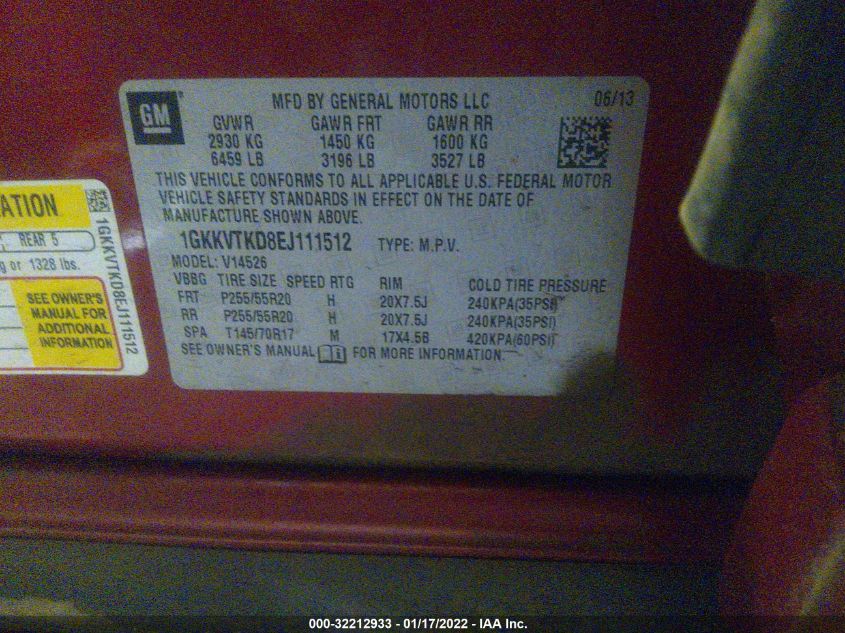 ATION
REAR 5
g or 1328 lbs.
SEE OWNER'S
MANUAL FOR
ADDITIONAL
INFORMATION
1GKKVTKD8EJ111512
GM
MFD BY GENERAL MOTORS LLC 06/13
GVWR GAWR FRT GAWR RR
2930 KG 1450 KG 1600 KG
6459 LB 3196 LB 3527 LB
THIS VEHICLE CONFORMS TO ALL APPLICABLE U.S. FEDERAL MOTOR
VEHICLE SAFETY STANDARDS IN EFFECT ON THE DATE OF
MANUFACTURE SHOWN ABOVE.
1GKKVTKD8EJ111512 TYPE: M.P.V.
MODEL: V14526
VBBG TIRE SIZE SPEED RTG RIM COLD TIRE PRESSURE
FRT P255/55R20 H 20X7.5J 240KPA(35PSI)
RR P255/55R20 H 20X7.5J 240KPA(35PSI)
SPA T145/70R17 M 17X4.5B 420KPA(60PSI)
SEE OWNER'S MANUAL FOR MORE INFORMATION.
000-32212933 - 01/17/2022 - IAA Inc.